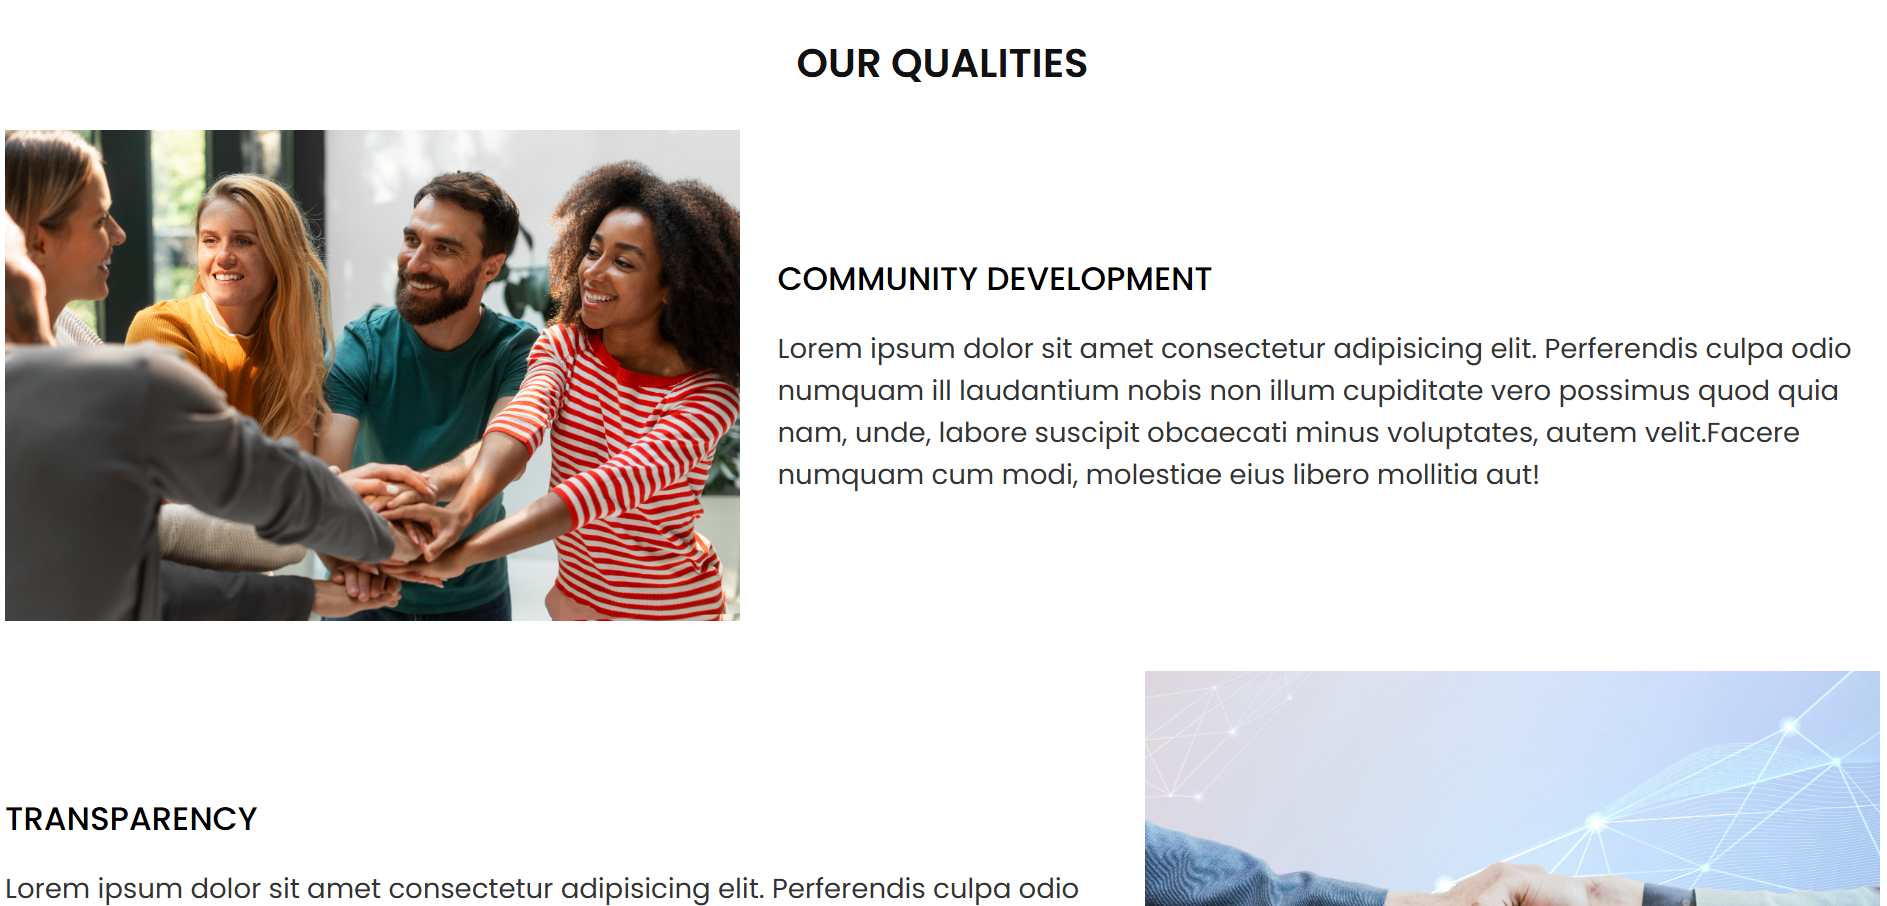 OUR QUALITIES
COMMUNITY DEVELOPMENT
Lorem ipsum dolor sit amet consectetur adipisicing elit. Perferendis culpa odio
numquam ill laudantium nobis non illum cupiditate vero possimus quod quia
nam, unde, labore suscipit obcaecati minus voluptates, autem velit.Facere
numquam cum modi, molestiae eius libero mollitia aut!
TRANSPARENCY
Lorem ipsum dolor sit amet consectetur adipisicing elit. Perferendis culpa odio